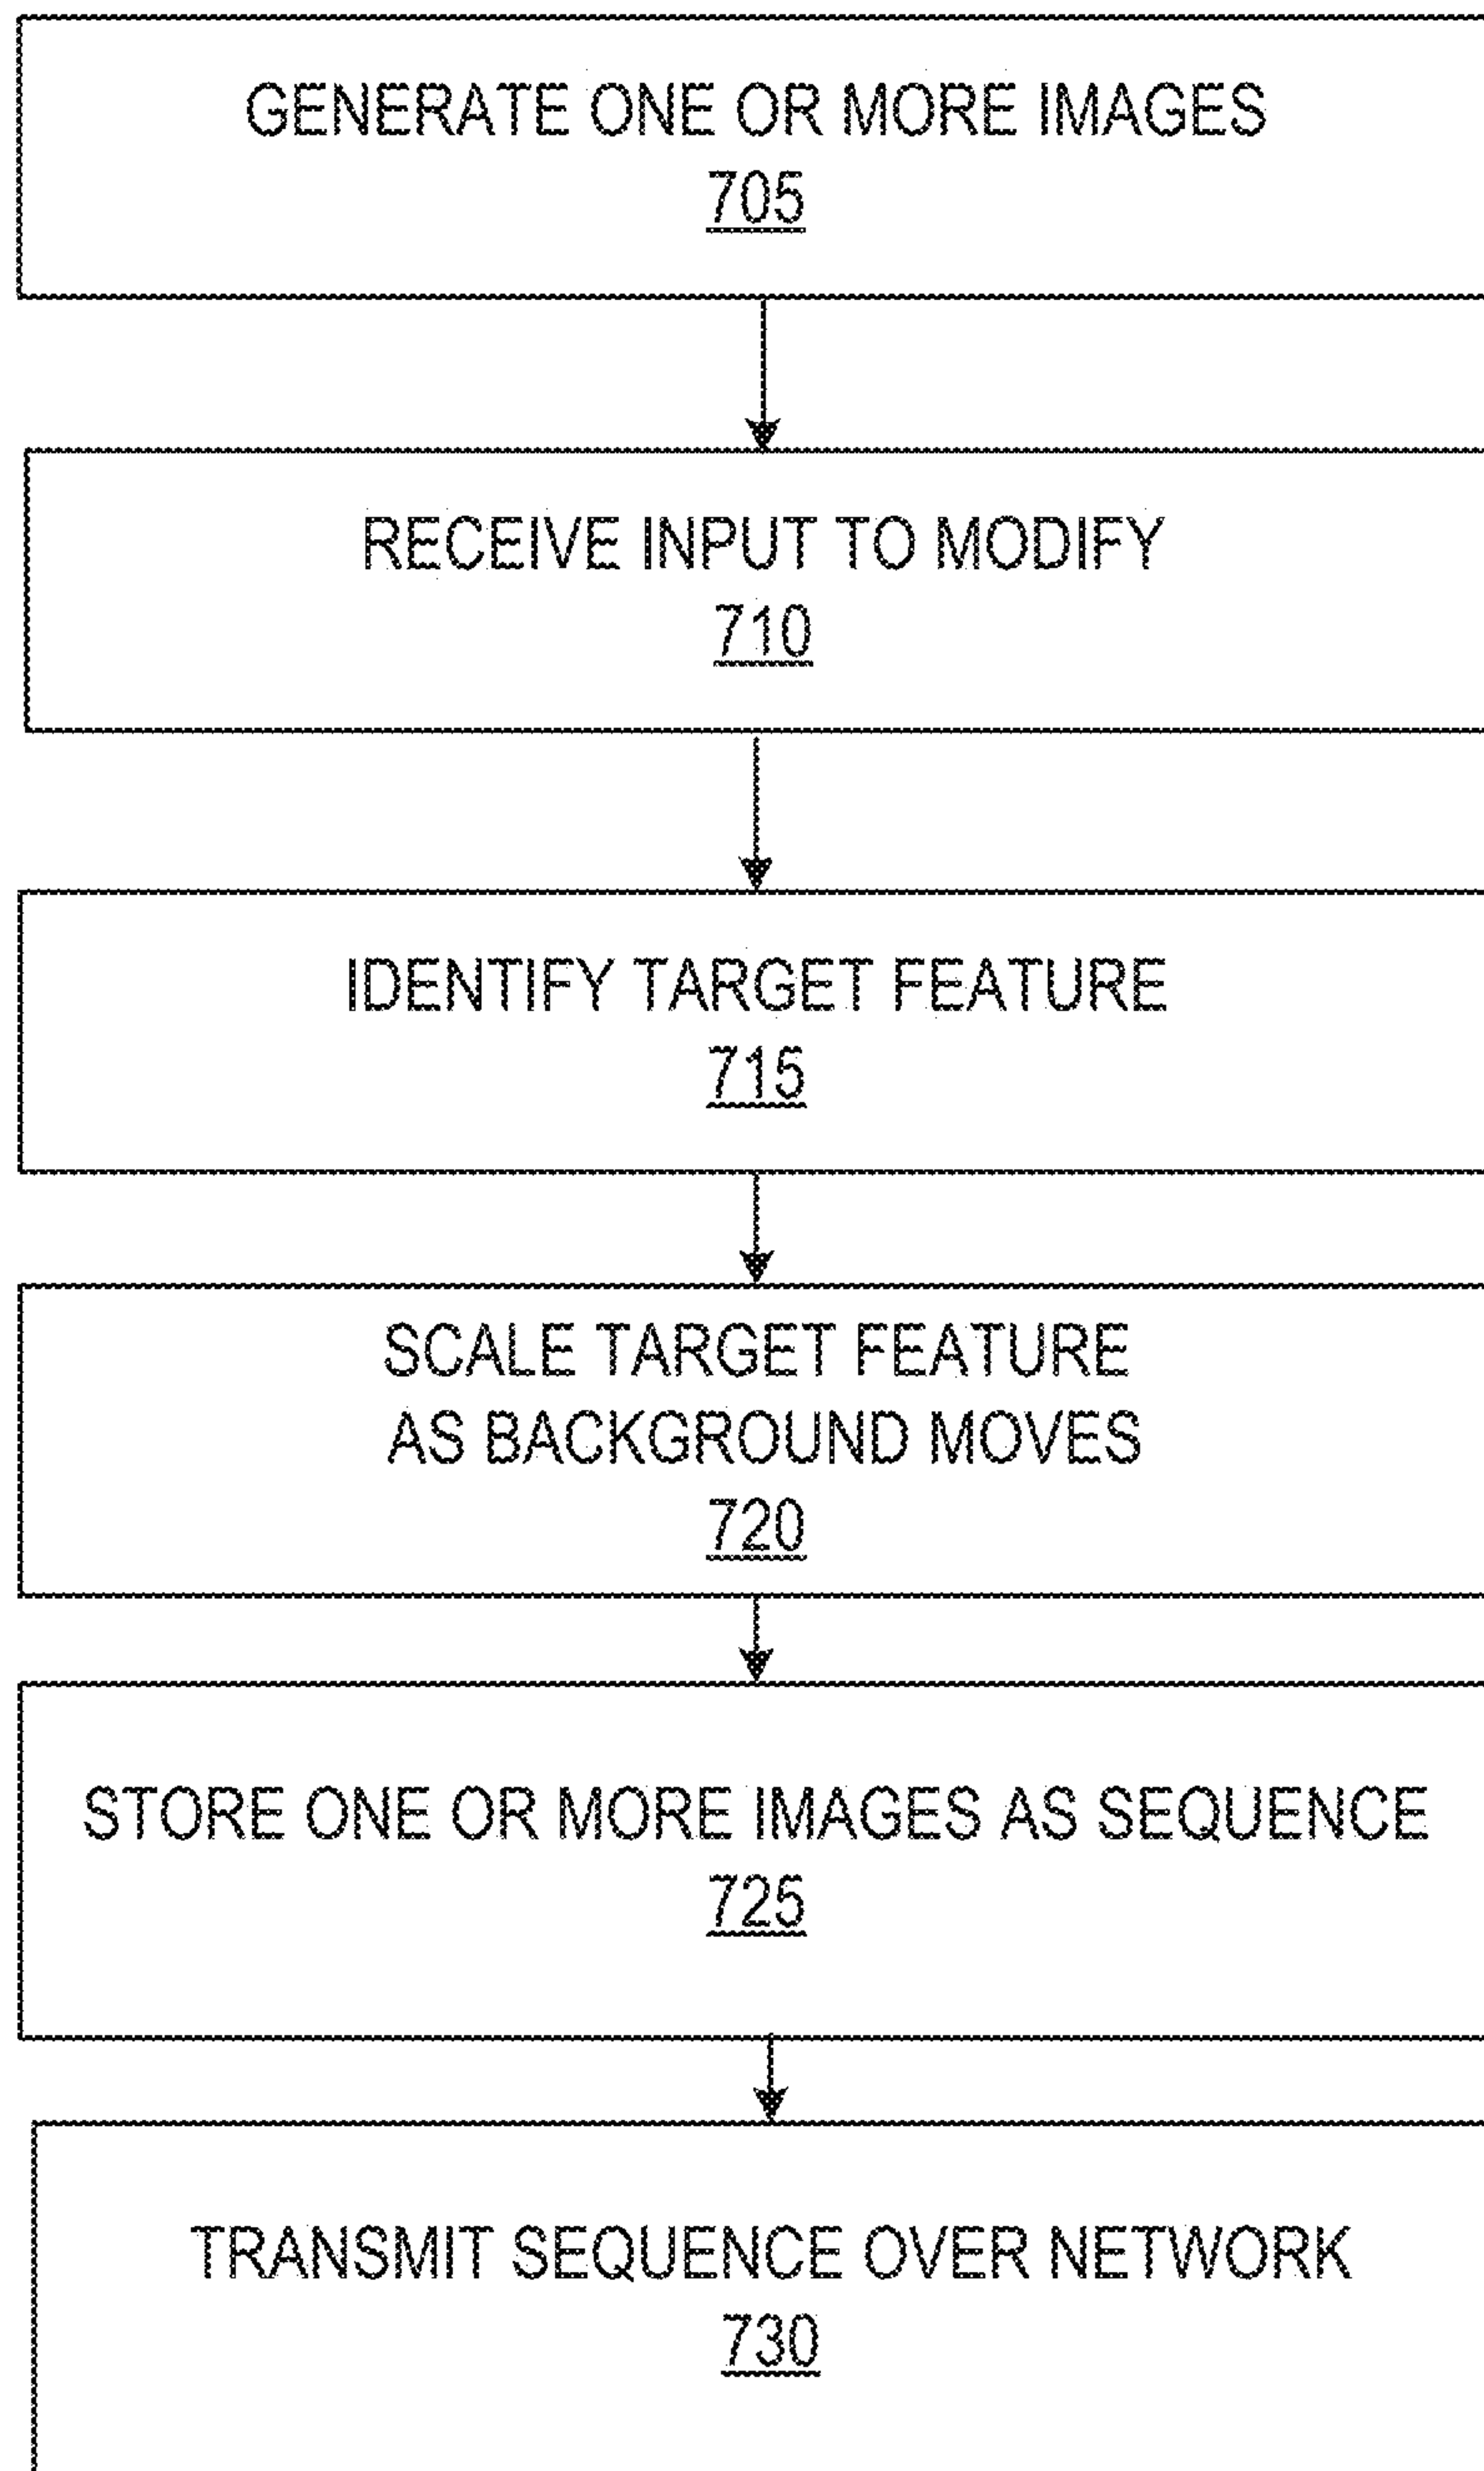 GENERATE ONE OR MORE IMAGES
705
RECEIVE INPUT TO MODIFY
710
IDENTIFY TARGET FEATURE
715
SCALE TARGET FEATURE
AS BACKGROUND MOVES
720
STORE ONE OR MORE IMAGES AS SEQUENCE
725
TRANSMIT SEQUENCE OVER NETWORK
730